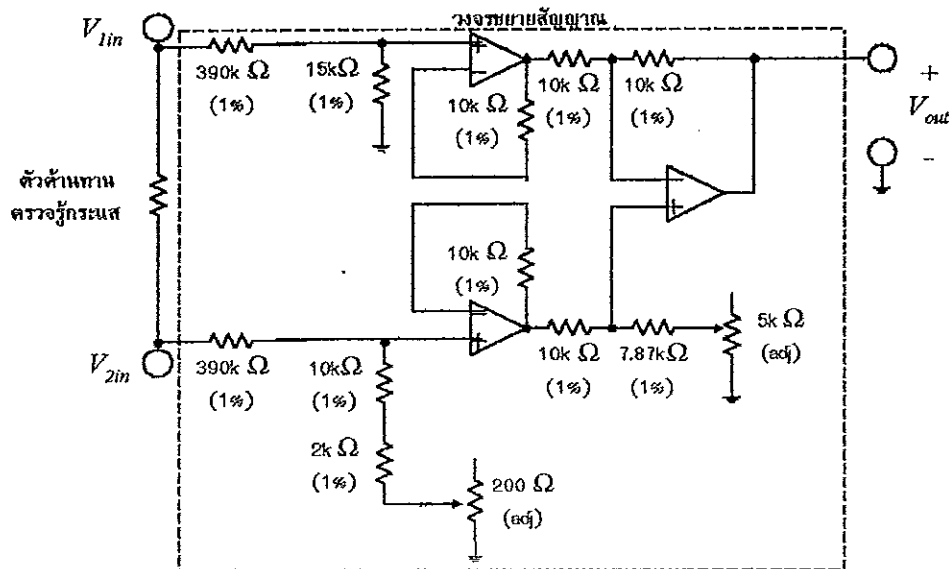 วงจรขยายสัญญาณ
V1in
390k Ω
(1%)
15kΩ
(1%)
10k Ω
(1%)
10k Ω
(1%)
10k Ω
(1%)
+
Vout
-
ตัวต้านทาน
ตรวจรู้กระแส
10k Ω
(1%)
V2in
390k Ω
(1%)
10kΩ
(1%)
10k Ω
(1%)
7.87kΩ
(1%)
5k Ω
(adj)
2k Ω
(1%)
200 Ω
(adj)